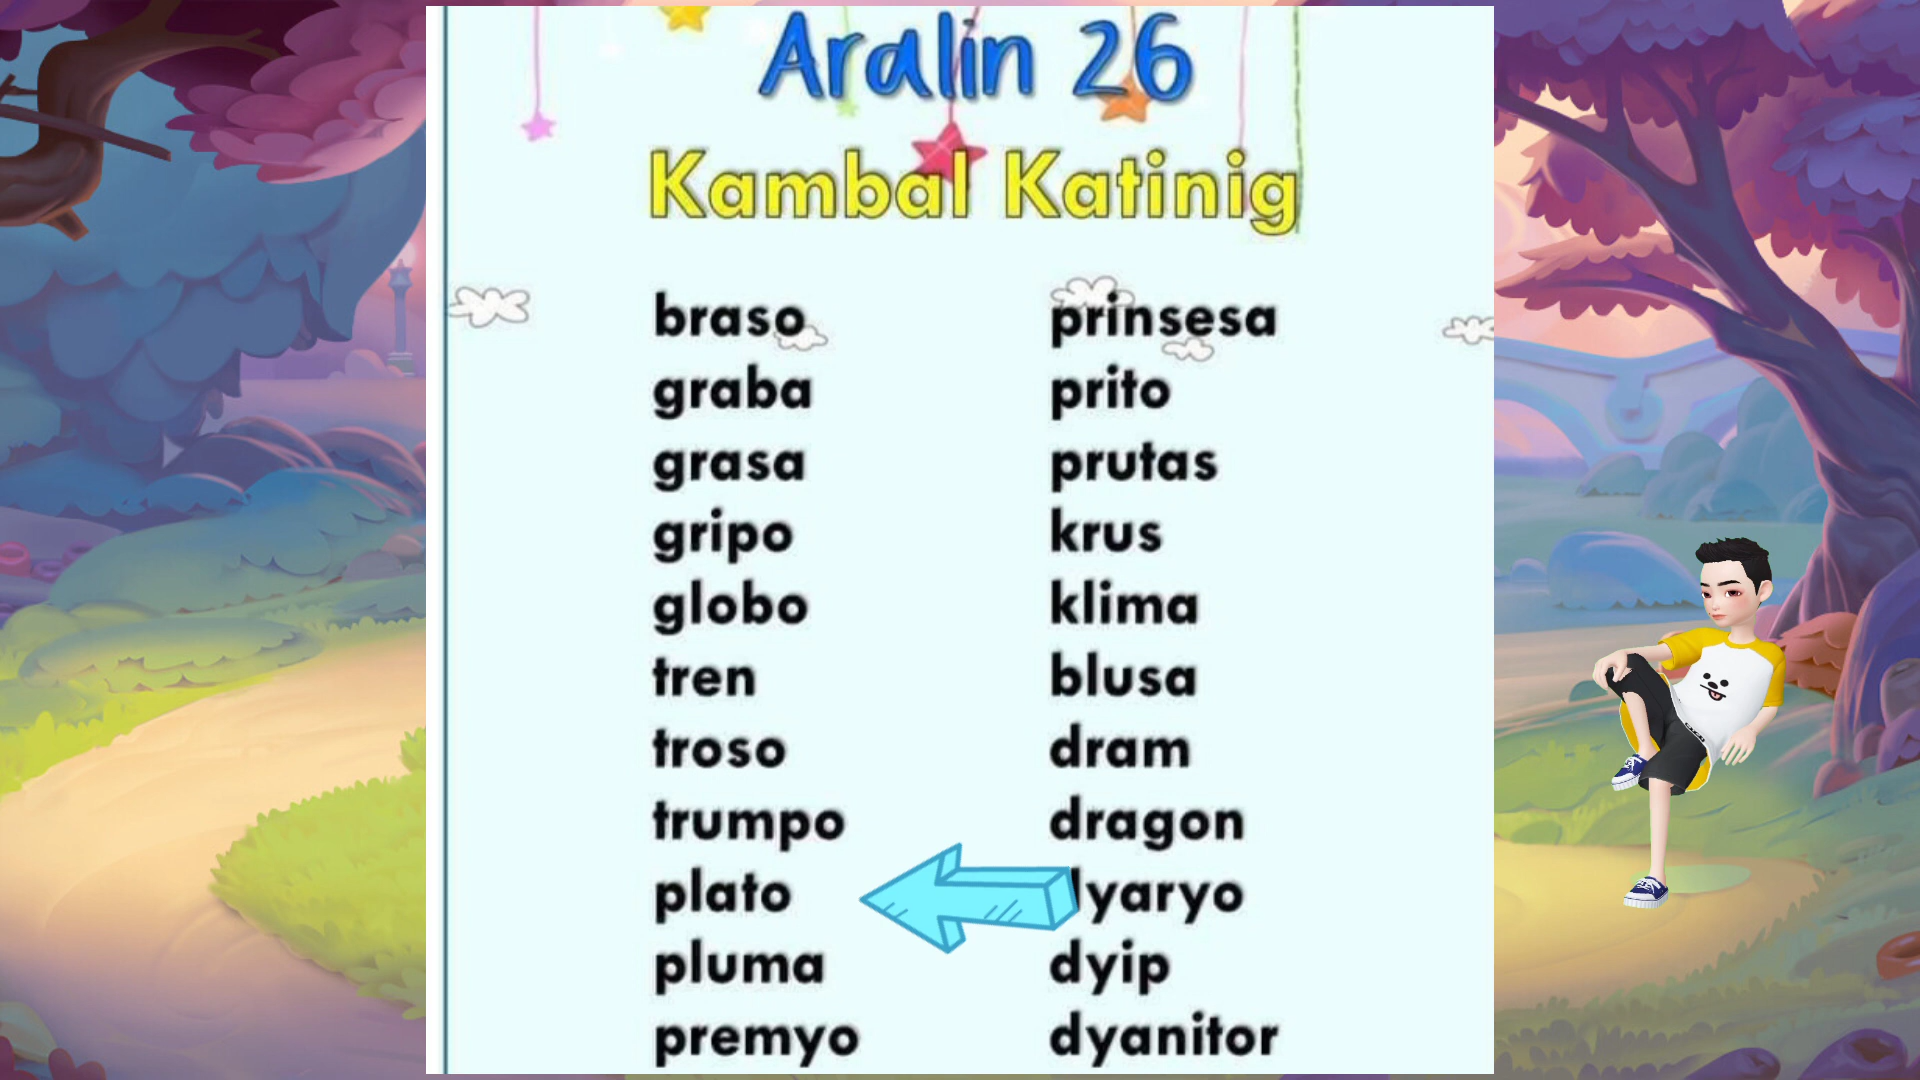 Aralin 26
Kambal Katinig
braso
graba
grasa
gripo
globo
tren
troso
trumpo
plato
pluma
premyo
prinsesa
prito
prutas
krus
klima
blusa
dram
dragon
dyaryo
dyip
dyanitor